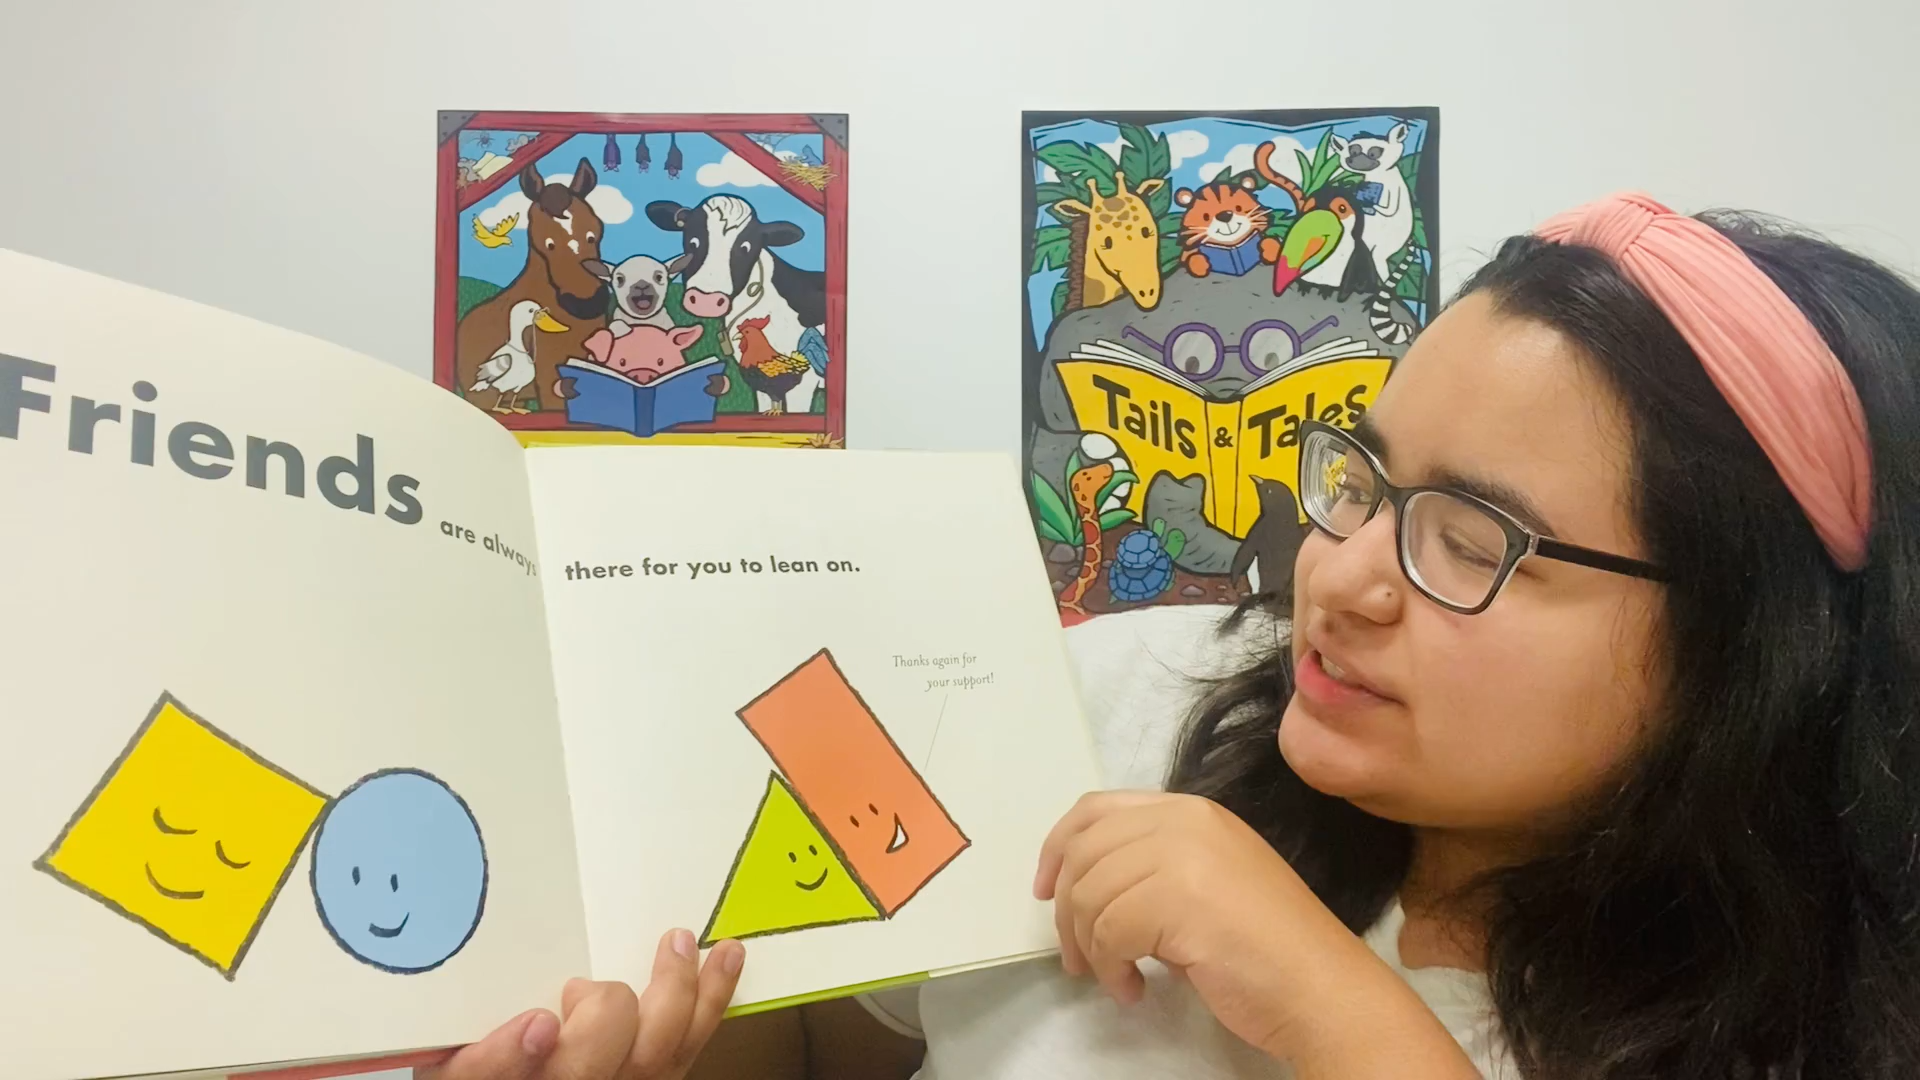 Tails & Tales
Friends are always
there for you to lean on.
Thanks again for
your support!